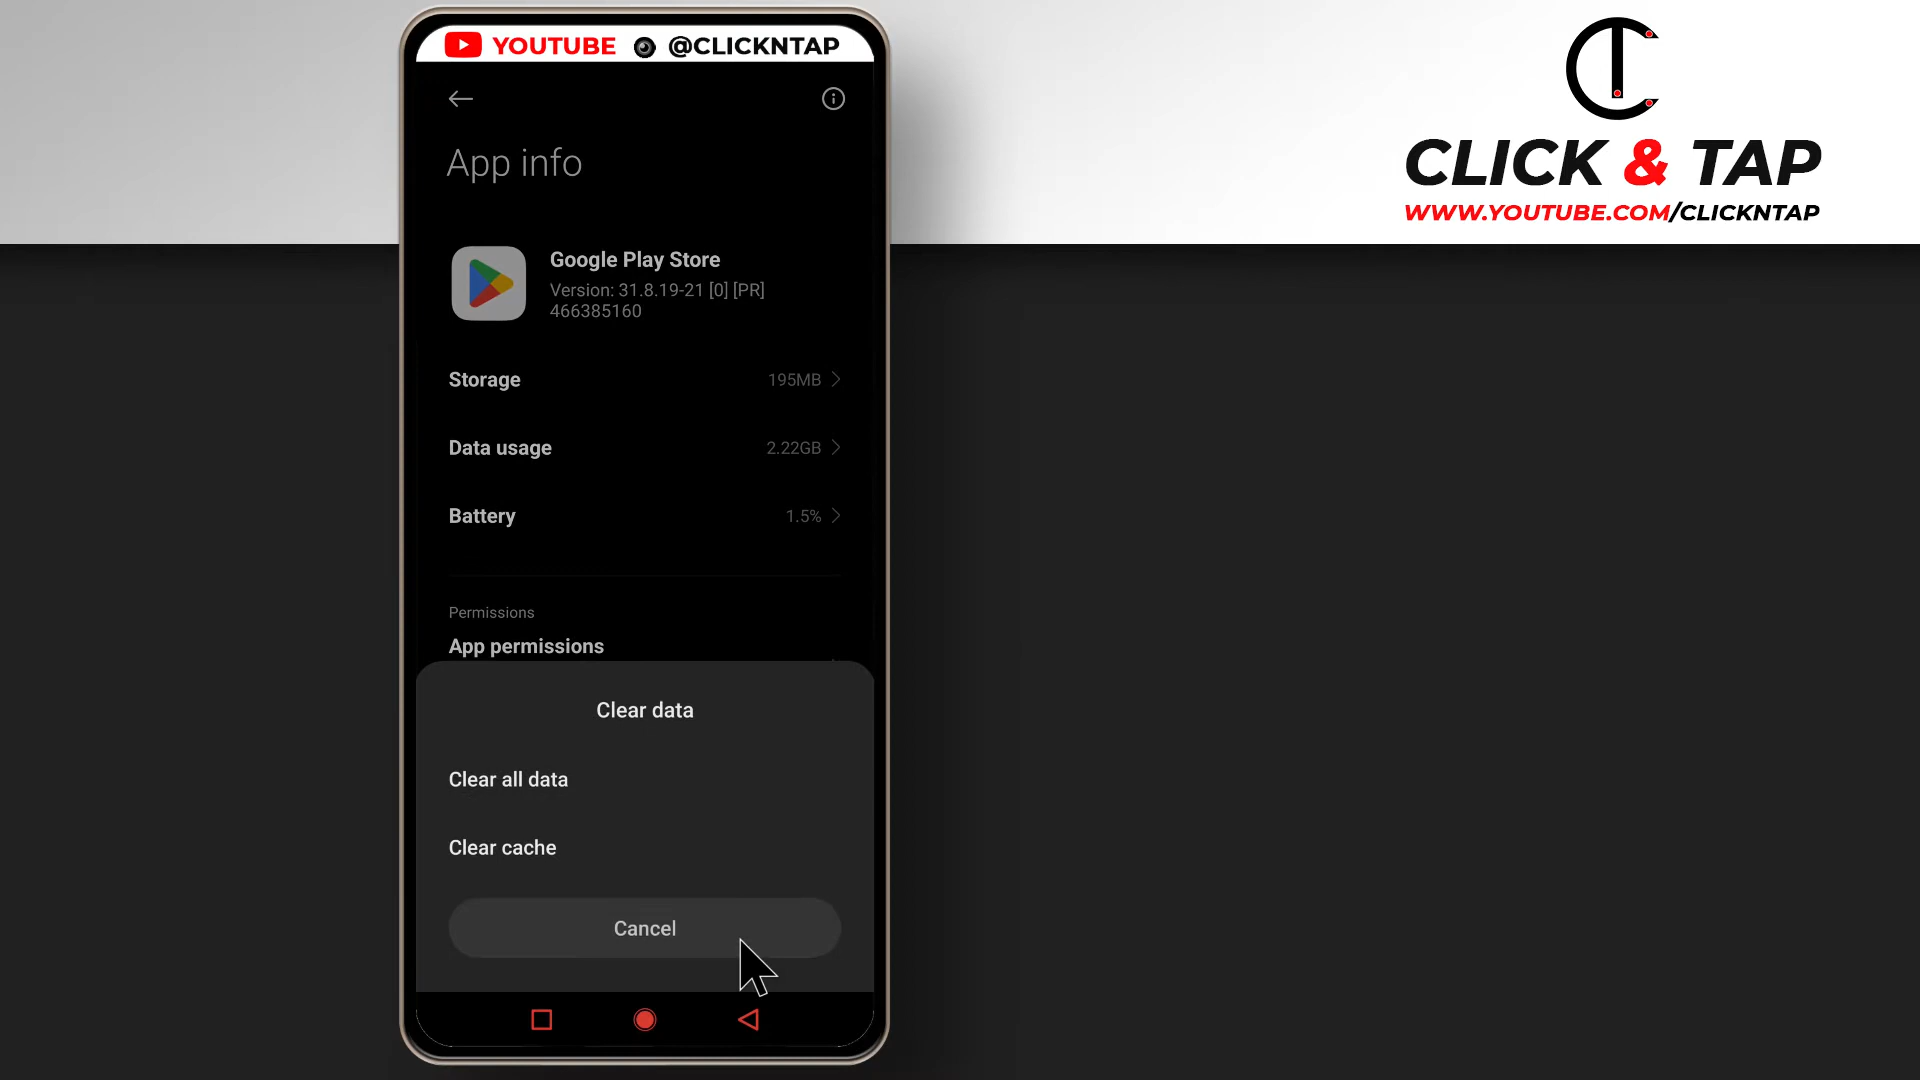 YOUTUBE @CLICKNTAP
CLICK & TAP
WWW.YOUTUBE.COM/CLICKNTAP
App info
Google Play Store
Version: 31.8.19-21 [0] [PR]
466385160
Storage 195MB
Data usage 2.22GB
Battery 1.5%
Permissions
App permissions
Clear data
Clear all data
Clear cache
Cancel